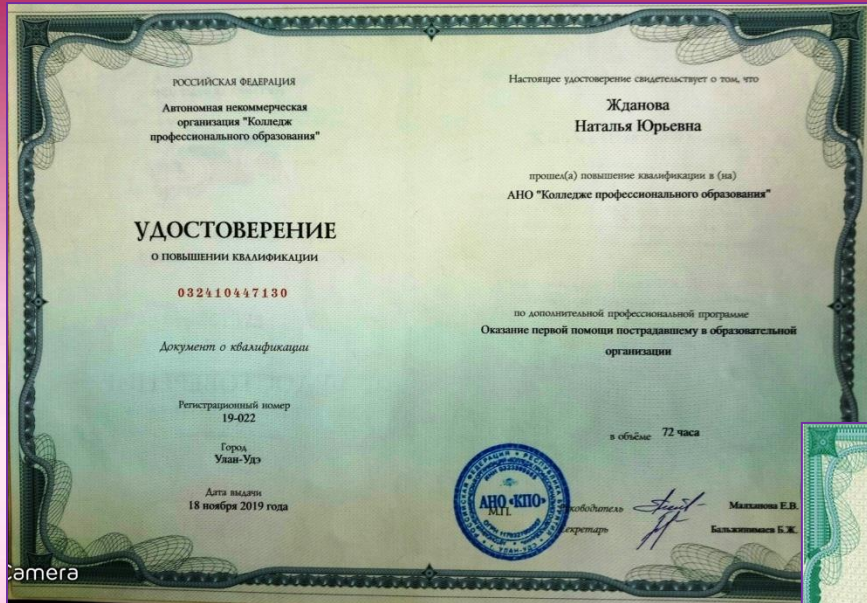 РОССИЙСКАЯ ФЕДЕРАЦИЯ
Автономная некоммерческая
организация "Колледж
профессионального образования"
УДОСТОВЕРЕНИЕ
О ПОВЫШЕНИИ КВАЛИФИКАЦИИ
032410447130
Документ о квалификации
Регистрационный номер
19-022
Город
Улан-Удэ
Дата выдачи
18 ноября 2019 года
Настоящее удостоверение свидетельствует о том, что
Жданова
Наталья Юрьевна
прошел(а) повышение квалификации в (на)
АНО "Колледже профессионального образования"
по дополнительной профессиональной программе
Оказание первой помощи пострадавшему в образовательной
организации
в объёме 72 часа
АНО «КПО»
М.П.
Руководитель Малханова Е.В.
Секретарь Бальжинимаев Б.Ж.
Camera